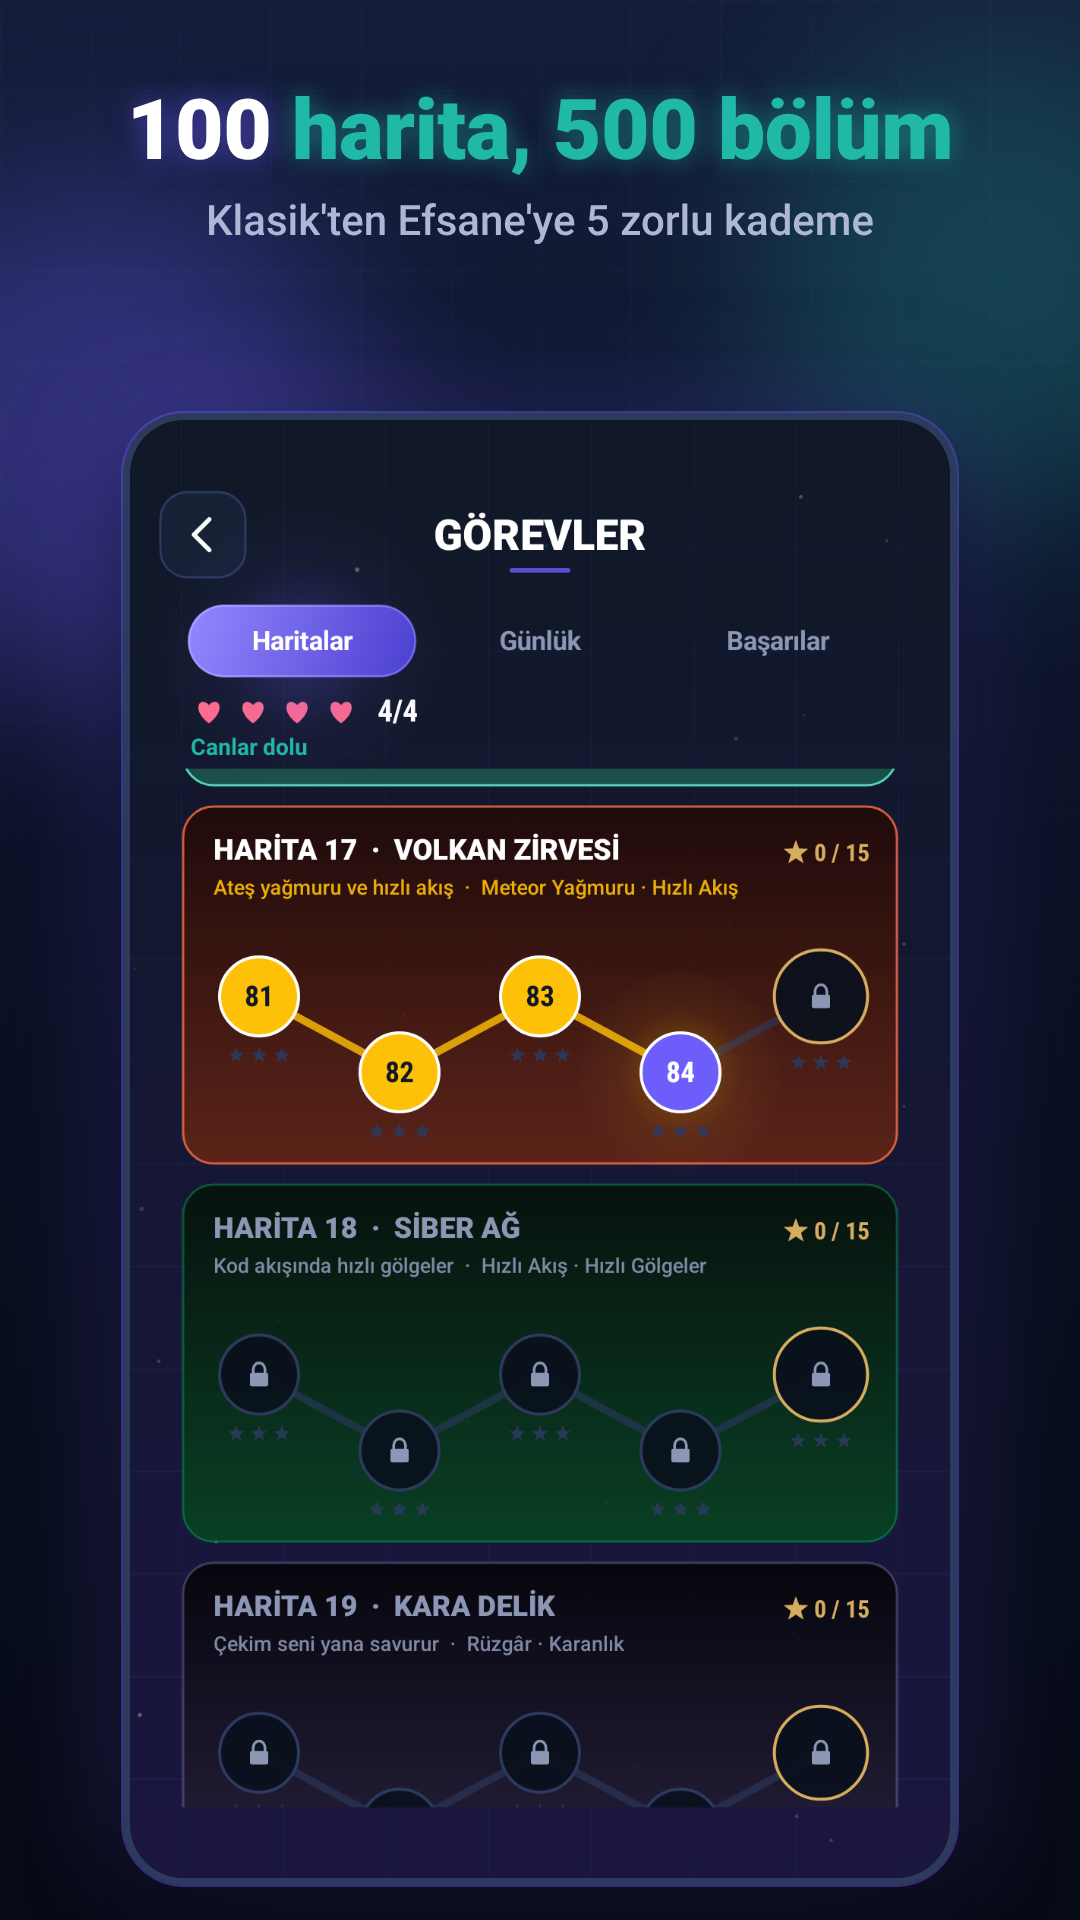 100 harita, 500 bölüm
Klasik'ten Efsane'ye 5 zorlu kademe
GÖREVLER
Haritalar
Günlük
Başarılar
4/4
Canlar dolu
HARİTA 17 · VOLKAN ZİRVESİ
0 / 15
Ateş yağmuru ve hızlı akış · Meteor Yağmuru · Hızlı Akış
81
83
82
84
HARİTA 18 · SİBER AĞ
0 / 15
Kod akışında hızlı gölgeler · Hızlı Akış · Hızlı Gölgeler
HARİTA 19 · KARA DELİK
0 / 15
Çekim seni yana savurur · Rüzgâr · Karanlık